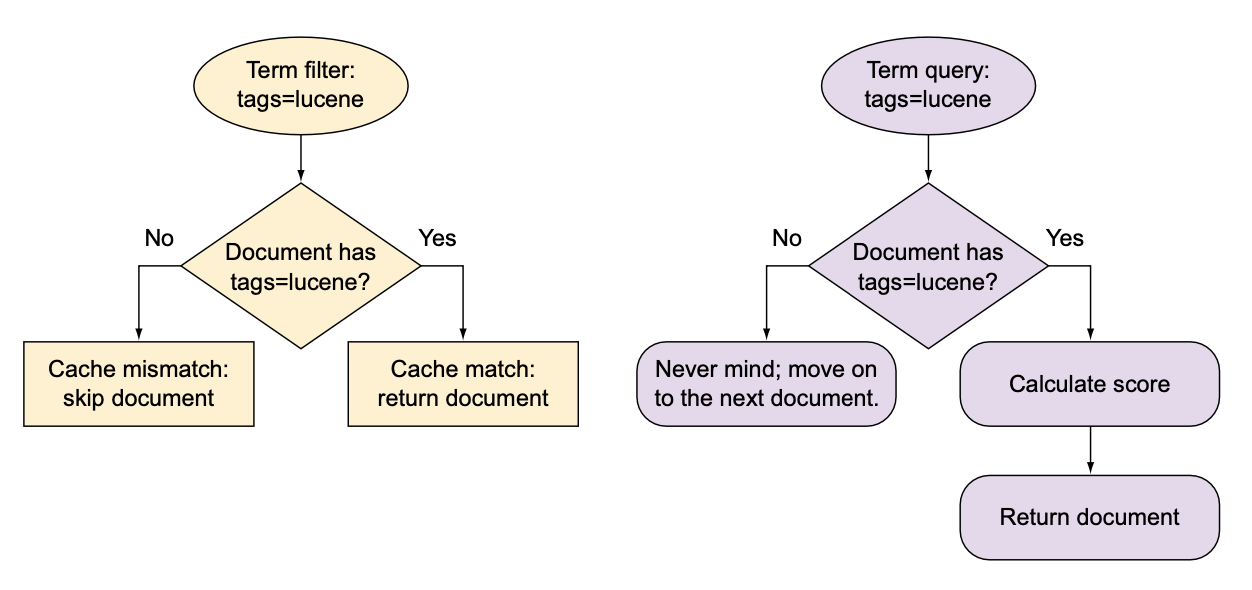 Term filter:
tags=lucene
No
Yes
Document has
tags=lucene?
Cache mismatch:
skip document
Cache match:
return document
Term query:
tags=lucene
No
Yes
Document has
tags=lucene?
Never mind; move on
to the next document.
Calculate score
Return document